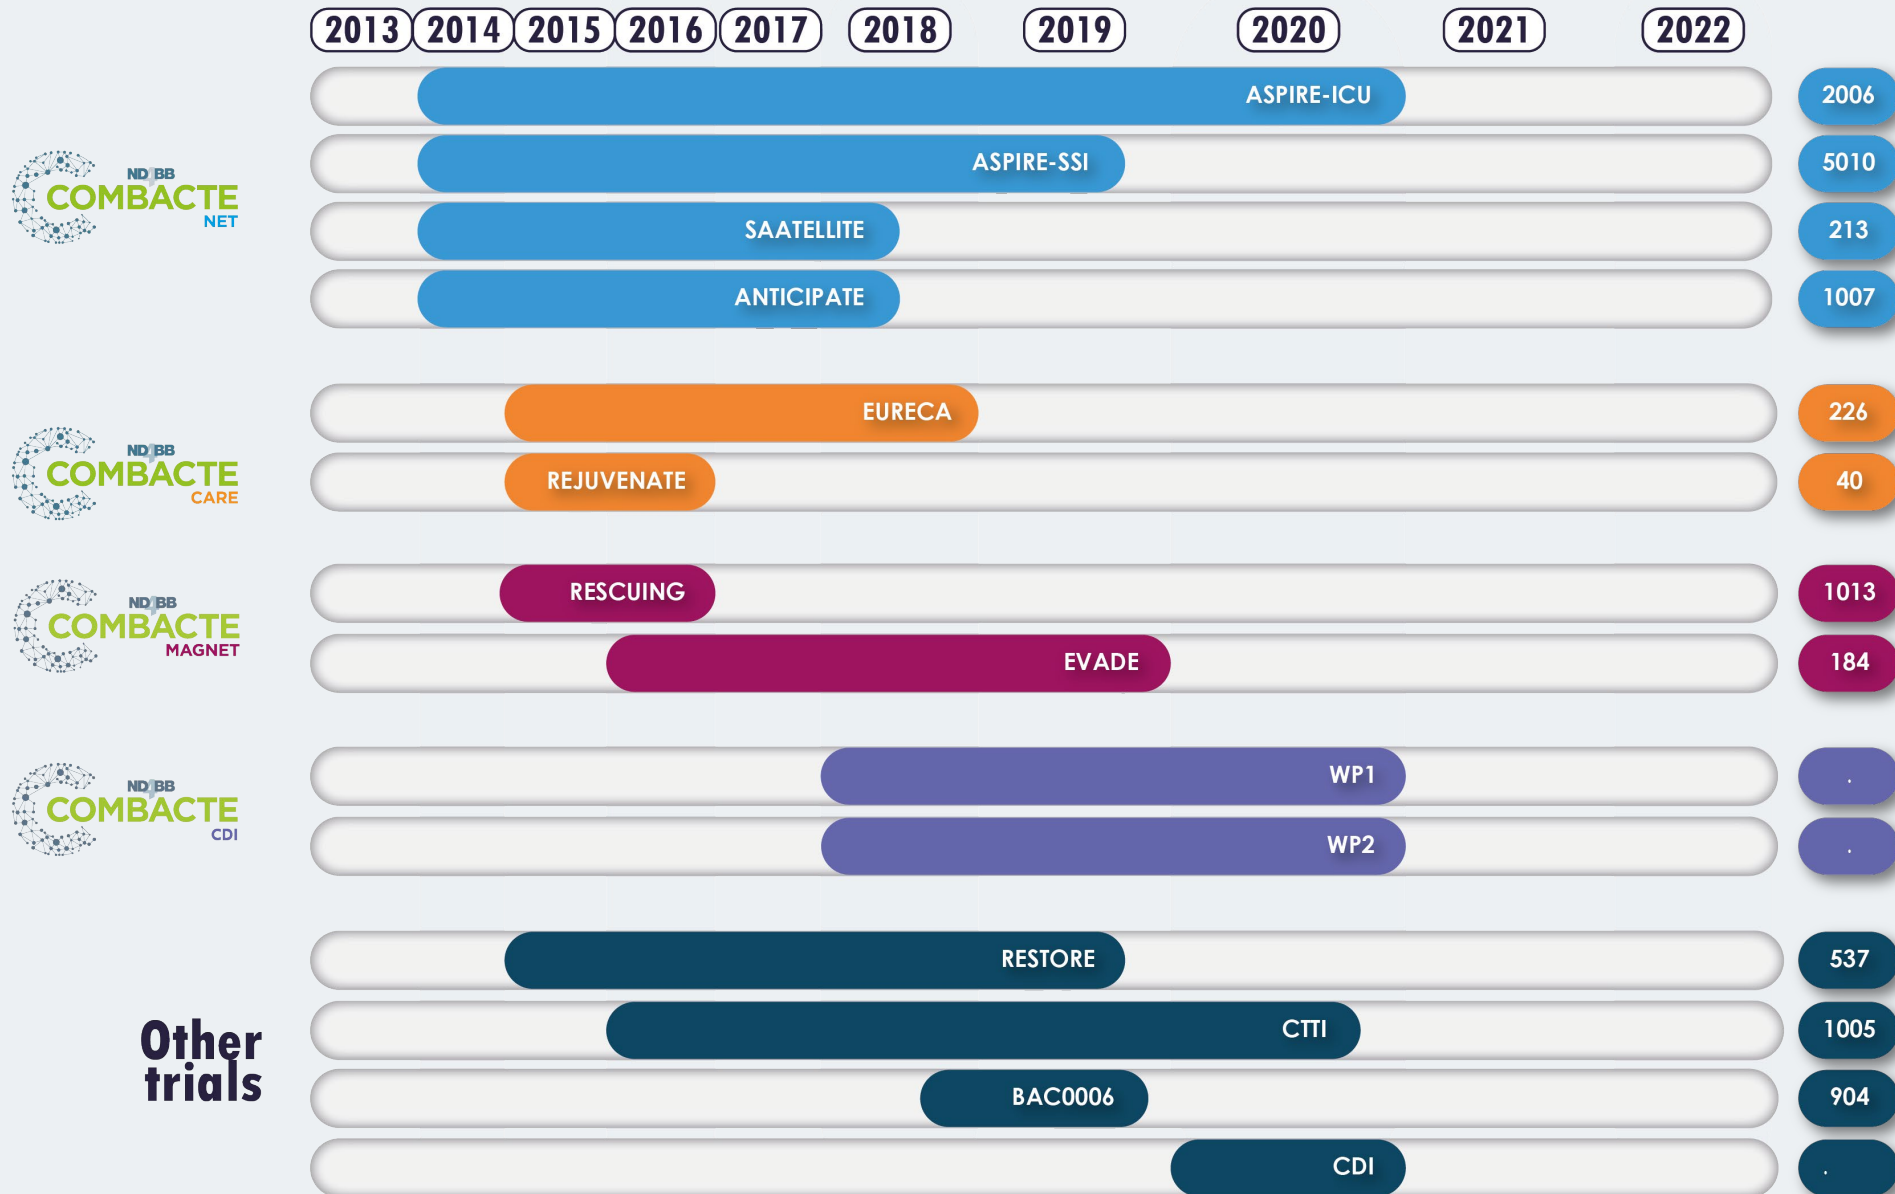 2013 2014 2015 2016 2017 2018 2019 2020 2021 2022
ASPIRE-ICU 2006
ASPIRE-SSI 5010
ND4BB
COMBACTE
NET
SAATELLITE 213
ANTICIPATE 1007
EURECA 226
ND4BB
COMBACTE
CARE
REJUVENATE 40
RESCUING 1013
ND4BB
COMBACTE
MAGNET
EVADE 184
WP1 .
ND4BB
COMBACTE
CDI
WP2 .
RESTORE 537
Other
trials
CTTI 1005
BAC0006 904
CDI .